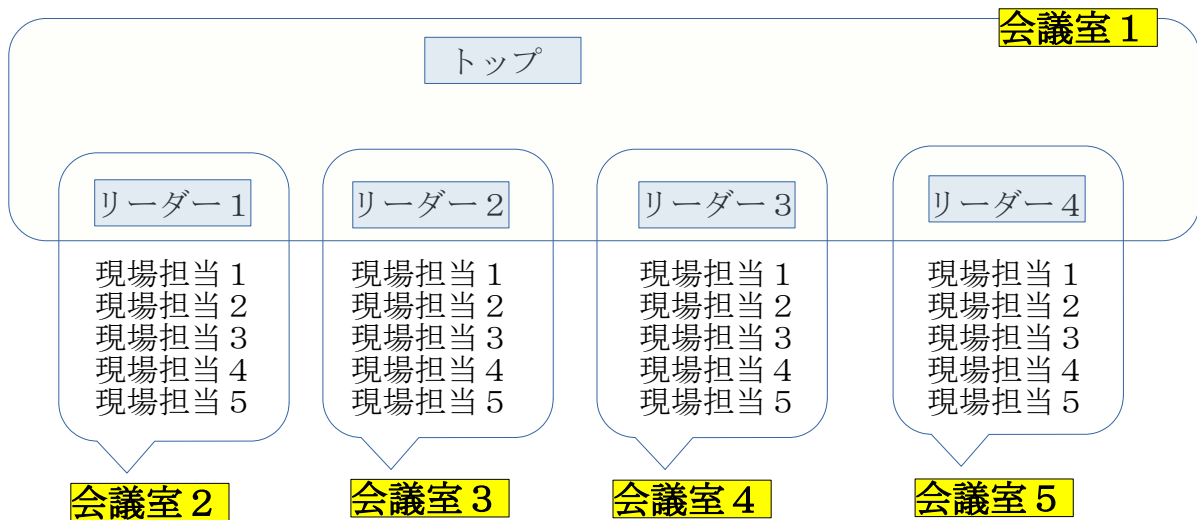 会議室１
トップ
リーダー１
リーダー２
リーダー３
リーダー４
現場担当１
現場担当２
現場担当３
現場担当４
現場担当５
現場担当１
現場担当２
現場担当３
現場担当４
現場担当５
現場担当１
現場担当２
現場担当３
現場担当４
現場担当５
現場担当１
現場担当２
現場担当３
現場担当４
現場担当５
会議室２
会議室３
会議室４
会議室５